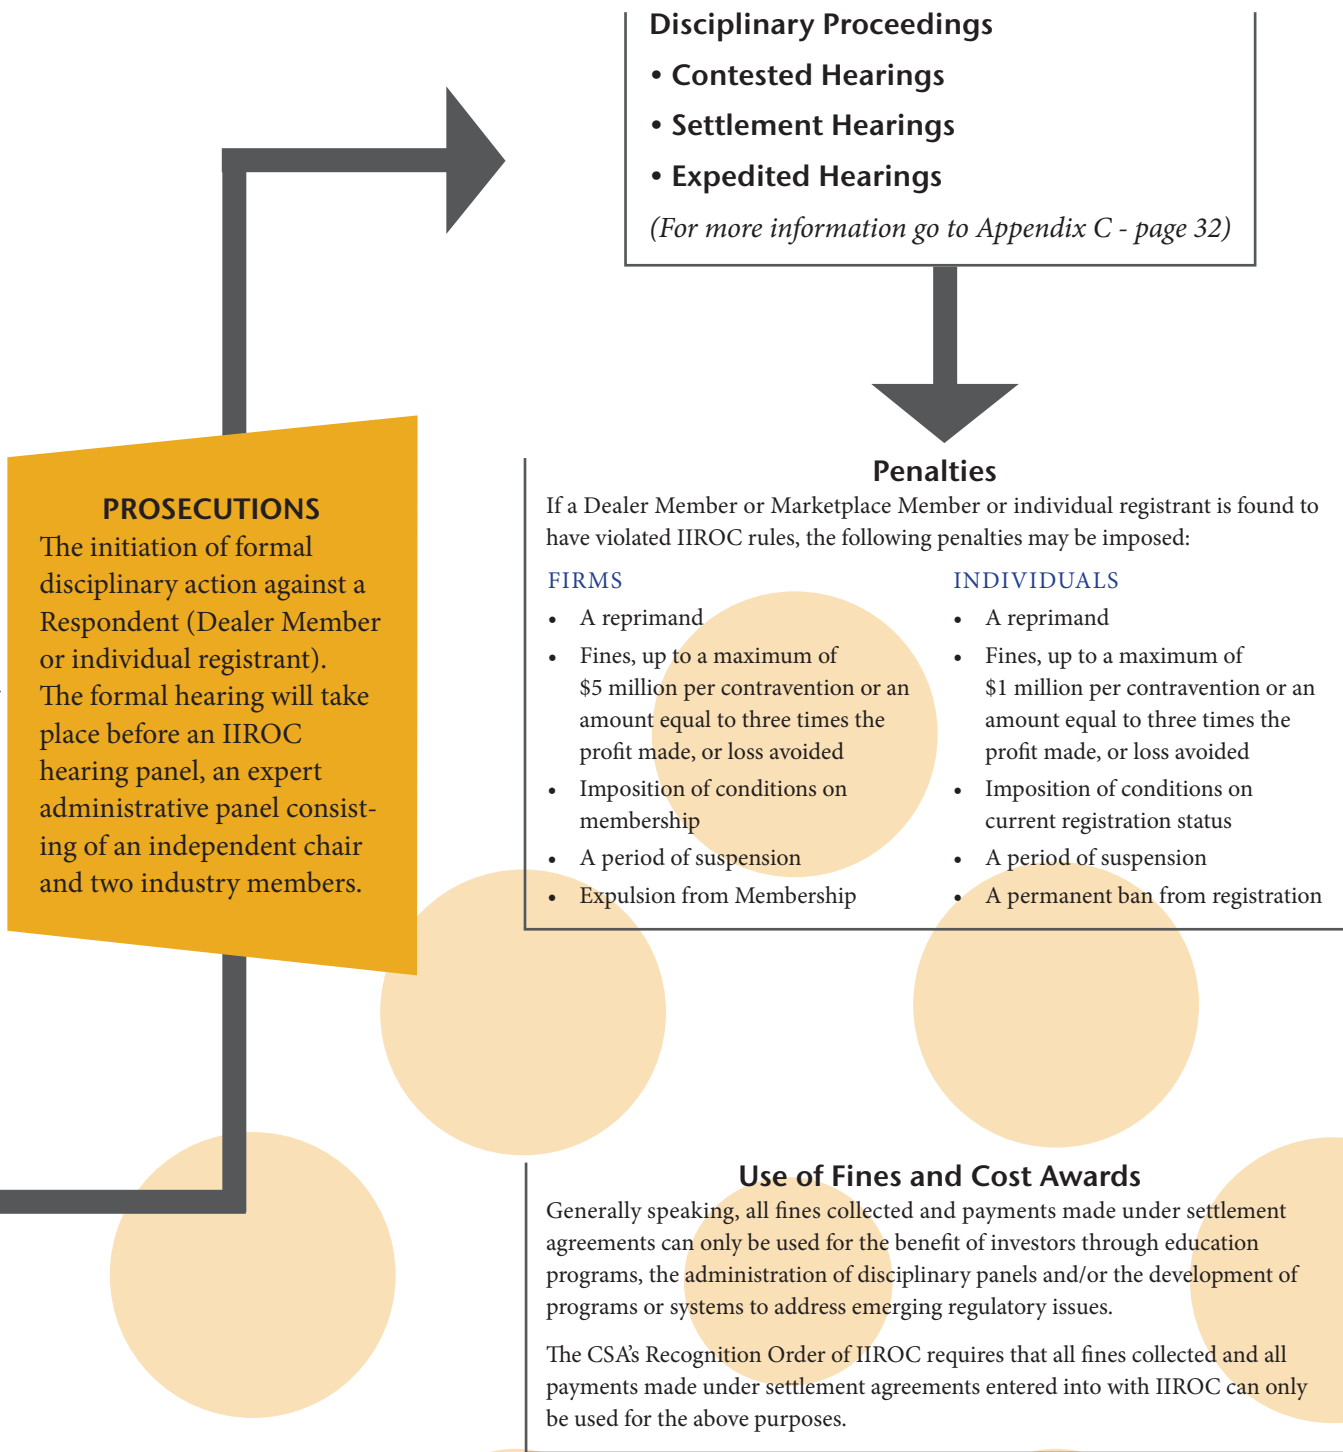 Disciplinary Proceedings
• Contested Hearings
• Settlement Hearings
• Expedited Hearings
(For more information go to Appendix C - page 32)
PROSECUTIONS
The initiation of formal
disciplinary action against a
Respondent (Dealer Member
or individual registrant).
The formal hearing will take
place before an IIROC
hearing panel, an expert
administrative panel consist-
ing of an independent chair
and two industry members.
Penalties
If a Dealer Member or Marketplace Member or individual registrant is found to
have violated IIROC rules, the following penalties may be imposed:
FIRMS
• A reprimand
• Fines, up to a maximum of
$5 million per contravention or an
amount equal to three times the
profit made, or loss avoided
• Imposition of conditions on
membership
• A period of suspension
• Expulsion from Membership
INDIVIDUALS
• A reprimand
• Fines, up to a maximum of
$1 million per contravention or an
amount equal to three times the
profit made, or loss avoided
• Imposition of conditions on
current registration status
• A period of suspension
• A permanent ban from registration
Use of Fines and Cost Awards
Generally speaking, all fines collected and payments made under settlement
agreements can only be used for the benefit of investors through education
programs, the administration of disciplinary panels and/or the development of
programs or systems to address emerging regulatory issues.
The CSA's Recognition Order of IIROC requires that all fines collected and all
payments made under settlement agreements entered into with IIROC can only
be used for the above purposes.